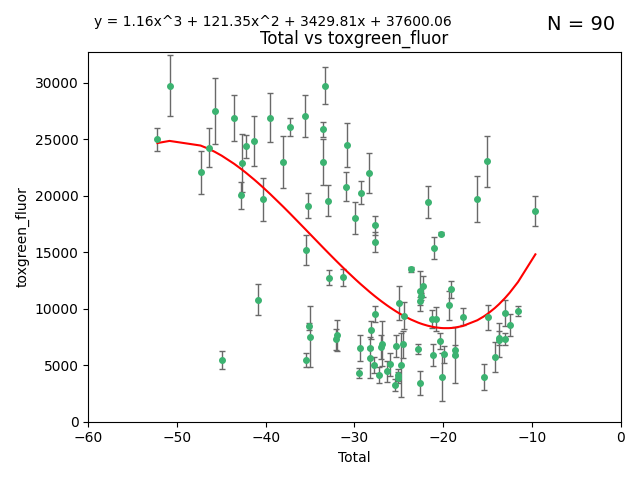 y = 1.16x^3 + 121.35x^2 + 3429.81x + 37600.06
N = 90
Total vs toxgreen_fluor
30000
25000
20000
15000
10000
5000
0
toxgreen_fluor
−60
−50
−40
−30
−20
−10
0
Total